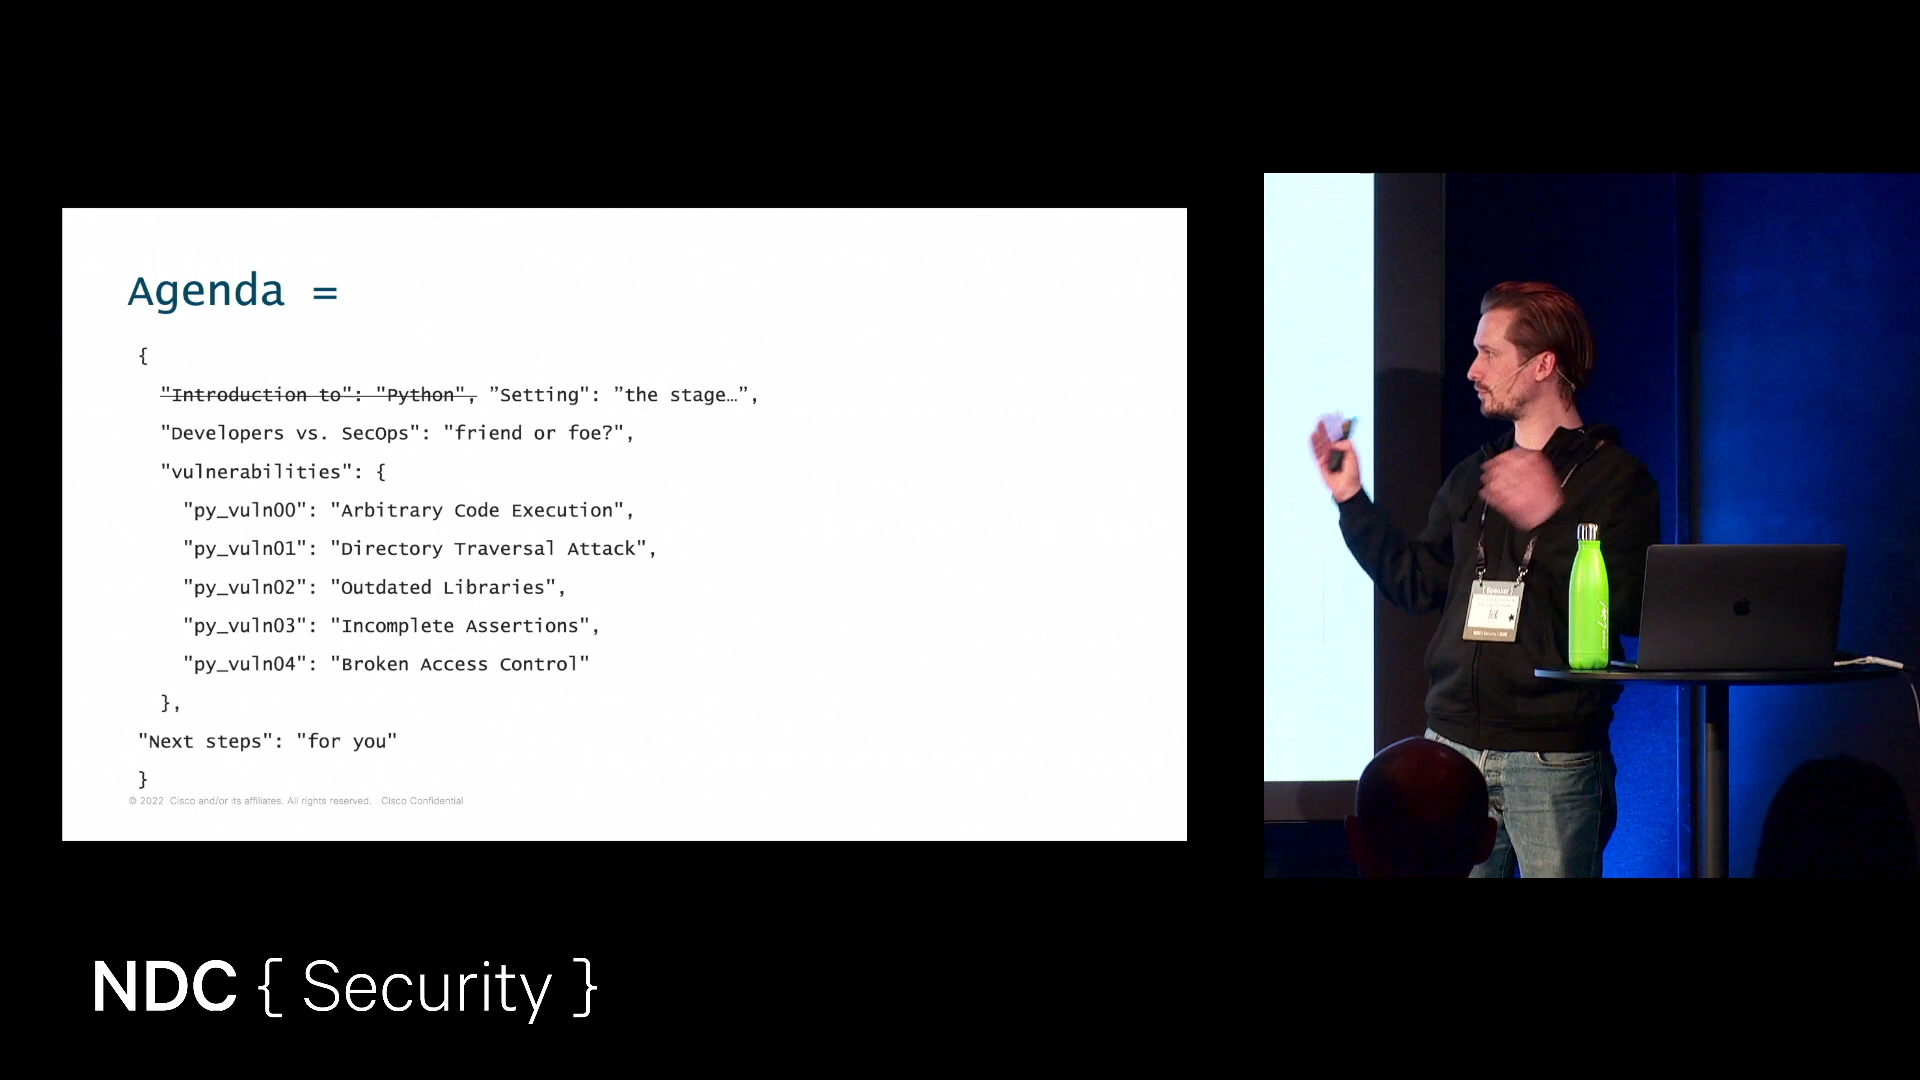 Agenda =
{
"Introduction to": "Python", ”Setting": ”the stage…”,
"Developers vs. SecOps": "friend or foe?",
"vulnerabilities": {
"py_vuln00": "Arbitrary Code Execution",
"py_vuln01": "Directory Traversal Attack",
"py_vuln02": "Outdated Libraries",
"py_vuln03": "Incomplete Assertions",
"py_vuln04": "Broken Access Control"
},
"Next steps": "for you"
}
© 2022 Cisco and/or its affiliates. All rights reserved. Cisco Confidential
{Speaker}
NDC { Security }